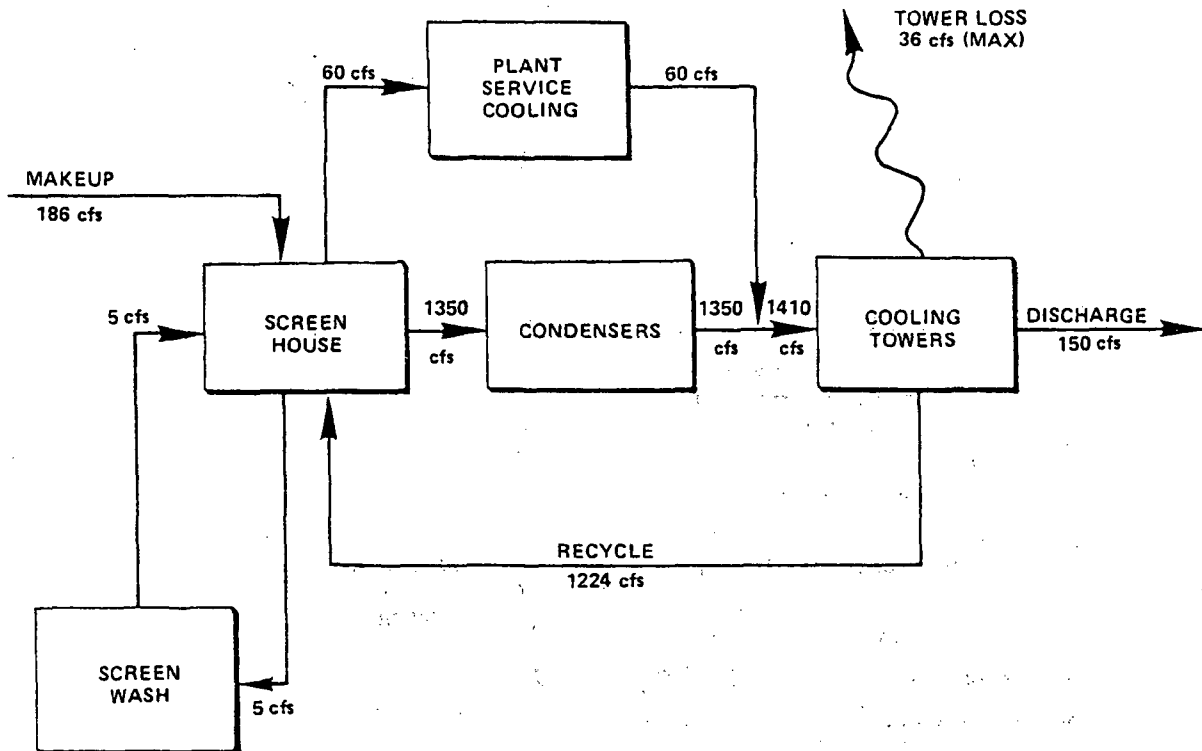 TOWER LOSS
36 cfs (MAX)
60 cfs
PLANT
SERVICE
COOLING
60 cfs
MAKEUP
186 cfs
5 cfs
SCREEN
HOUSE
1350
cfs
CONDENSERS
1350
cfs
1410
cfs
COOLING
TOWERS
DISCHARGE
150 cfs
RECYCLE
1224 cfs
SCREEN
WASH
5 cfs